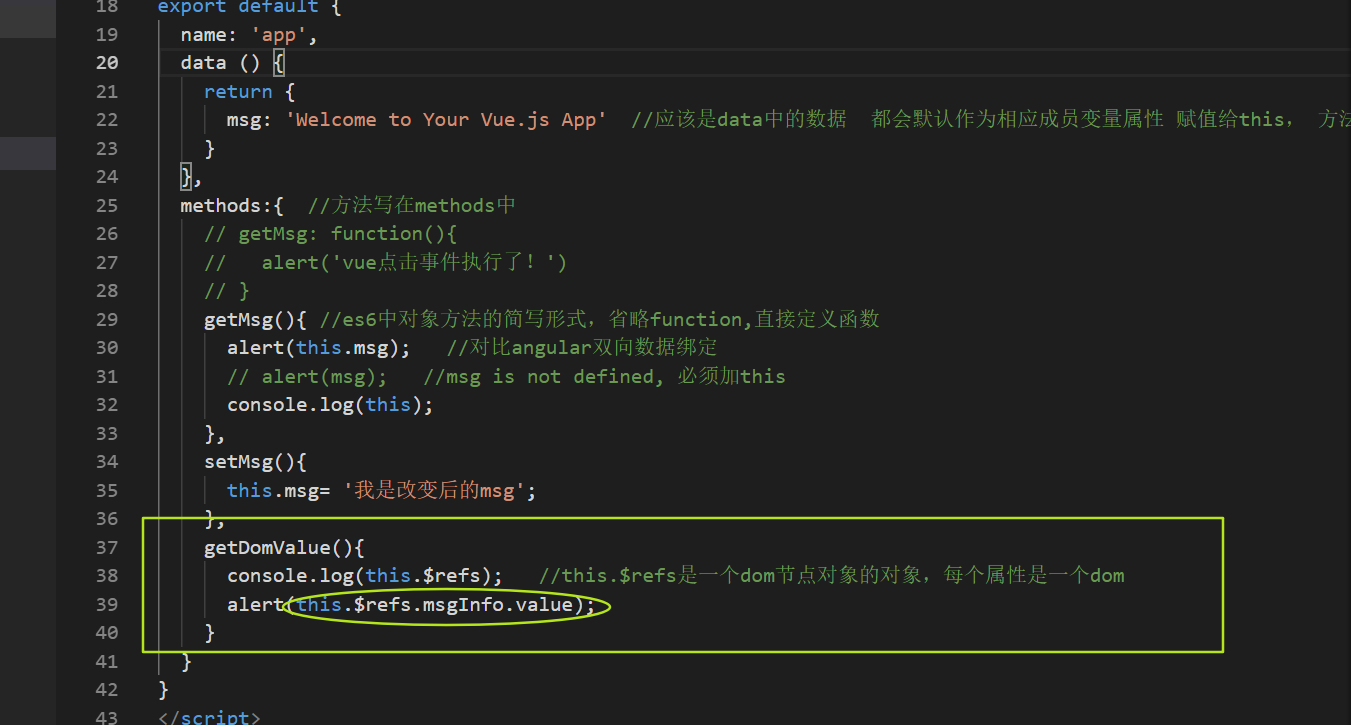 18 export default {
19 name: 'app',
20 data () {
21 return {
22 msg: 'Welcome to Your Vue.js App' //应该是data中的数据 都会默认作为相应成员变量属性 赋值给this， 方法
23 }
24 },
25 methods:{ //方法写在methods中
26 // getMsg: function(){
27 // alert('vue点击事件执行了！')
28 // }
29 getMsg(){ //es6中对象方法的简写形式，省略function,直接定义函数
30 alert(this.msg); //对比angular双向数据绑定
31 // alert(msg); //msg is not defined, 必须加this
32 console.log(this);
33 },
34 setMsg(){
35 this.msg= '我是改变后的msg';
36 },
37 getDomValue(){
38 console.log(this.$refs); //this.$refs是一个dom节点对象的对象，每个属性是一个dom
39 alert(this.$refs.msgInfo.value);
40 }
41 }
42 }
43 </script>